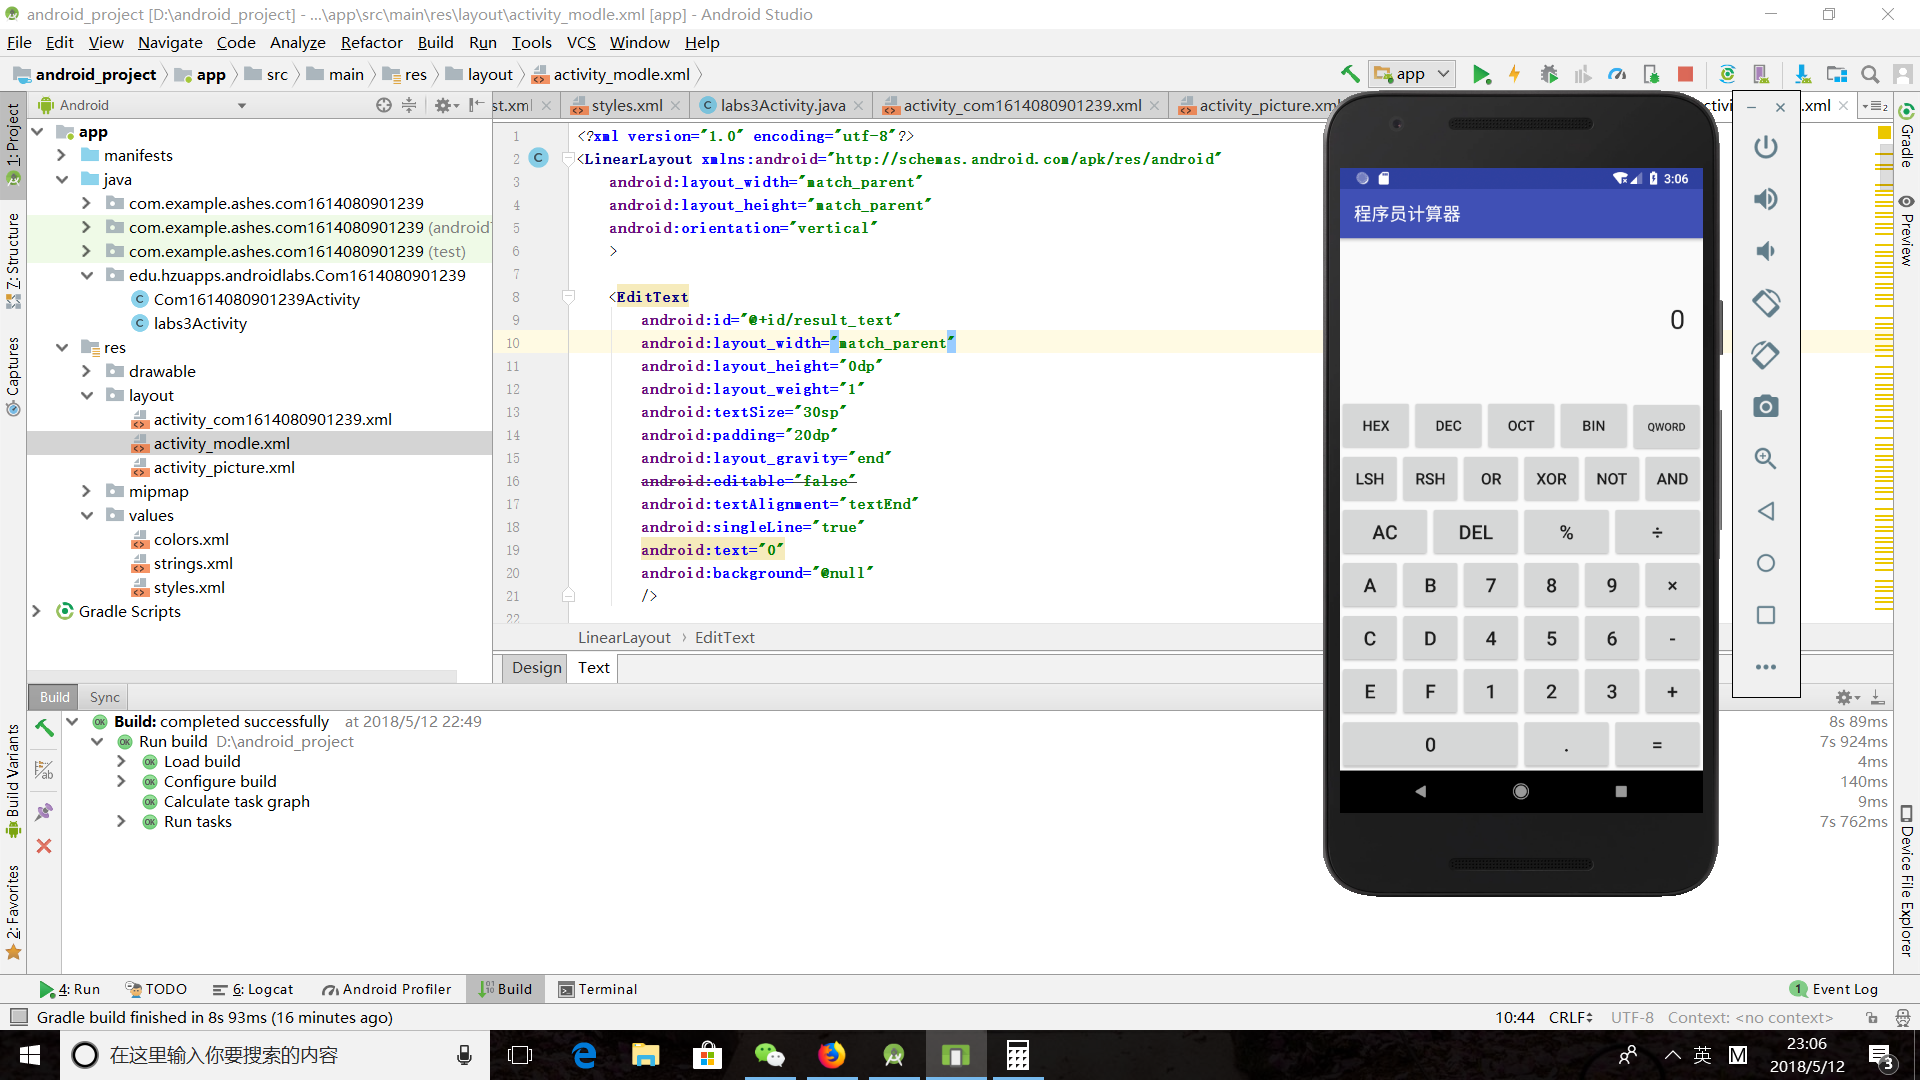 android_project [D:\android_project] - ...\app\src\main\res\layout\activity_modle.xml [app] - Android Studio
File Edit View Navigate Code Analyze Refactor Build Run Tools VCS Window Help
android_project app src main res layout activity_modle.xml
app
Android
st.xml styles.xml labs3Activity.java activity_com1614080901239.xml activity_picture.xml
.xml
1: Project
7: Structure
Captures
Build Variants
2: Favorites
app
manifests
java
com.example.ashes.com1614080901239
com.example.ashes.com1614080901239 (android
com.example.ashes.com1614080901239 (test)
edu.hzuapps.androidlabs.Com1614080901239
Com1614080901239Activity
labs3Activity
res
drawable
layout
activity_com1614080901239.xml
activity_modle.xml
activity_picture.xml
mipmap
values
colors.xml
strings.xml
styles.xml
Gradle Scripts
1 <?xml version="1.0" encoding="utf-8"?>
2 <LinearLayout xmlns:android="http://schemas.android.com/apk/res/android"
3 android:layout_width="match_parent"
4 android:layout_height="match_parent"
5 android:orientation="vertical"
6 >
7
8 <EditText
9 android:id="@+id/result_text"
10 android:layout_width="match_parent"
11 android:layout_height="0dp"
12 android:layout_weight="1"
13 android:textSize="30sp"
14 android:padding="20dp"
15 android:layout_gravity="end"
16 android:editable="false"
17 android:textAlignment="textEnd"
18 android:singleLine="true"
19 android:text="0"
20 android:background="@null"
21 />
22
LinearLayout › EditText
Design Text
3:06
程序员计算器
0
HEX DEC OCT BIN QWORD
LSH RSH OR XOR NOT AND
AC DEL % ÷
A B 7 8 9 ×
C D 4 5 6 -
E F 1 2 3 +
0 . =
Gradle
Preview
Device File Explorer
Build Sync
Build: completed successfully at 2018/5/12 22:49 8s 89ms
Run build D:\android_project 7s 924ms
Load build 4ms
Configure build 140ms
Calculate task graph 9ms
Run tasks 7s 762ms
4: Run TODO 6: Logcat Android Profiler Build Terminal 1 Event Log
Gradle build finished in 8s 93ms (16 minutes ago) 10:44 CRLF UTF-8 Context: <no context>
在这里输入你要搜索的内容
英 M
23:06
2018/5/12
3